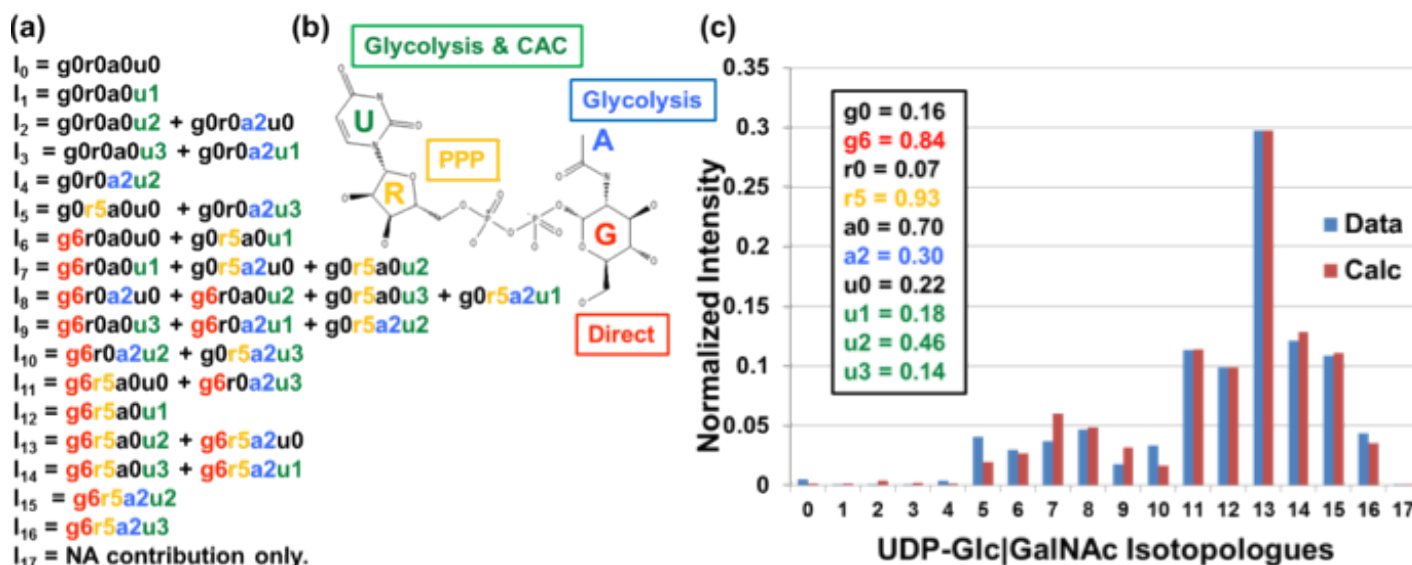 (a)
I0 = g0r0a0u0
I1 = g0r0a0u1
I2 = g0r0a0u2 + g0r0a2u0
I3 = g0r0a0u3 + g0r0a2u1
I4 = g0r0a2u2
I5 = g0r5a0u0 + g0r0a2u3
I6 = g6r0a0u0 + g0r5a0u1
I7 = g6r0a0u1 + g0r5a2u0 + g0r5a0u2
I8 = g6r0a2u0 + g6r0a0u2 + g0r5a0u3 + g0r5a2u1
I9 = g6r0a0u3 + g6r0a2u1 + g0r5a2u2
I10 = g6r0a2u2 + g0r5a2u3
I11 = g6r5a0u0 + g6r0a2u3
I12 = g6r5a0u1
I13 = g6r5a0u2 + g6r5a2u0
I14 = g6r5a0u3 + g6r5a2u1
I15 = g6r5a2u2
I16 = g6r5a2u3
I17 = NA contribution only.
(b)
Glycolysis & CAC
Glycolysis
PPP
Direct
U
R
A
G
O
O
N
N
O
O
O
O
P
O
O
O
P
O
O
O
O
N
O
O
O
O
(c)
Normalized Intensity
0.35
0.3
0.25
0.2
0.15
0.1
0.05
0
g0 = 0.16
g6 = 0.84
r0 = 0.07
r5 = 0.93
a0 = 0.70
a2 = 0.30
u0 = 0.22
u1 = 0.18
u2 = 0.46
u3 = 0.14
Data
Calc
0 1 2 3 4 5 6 7 8 9 10 11 12 13 14 15 16 17
UDP-Glc|GalNAc Isotopologues